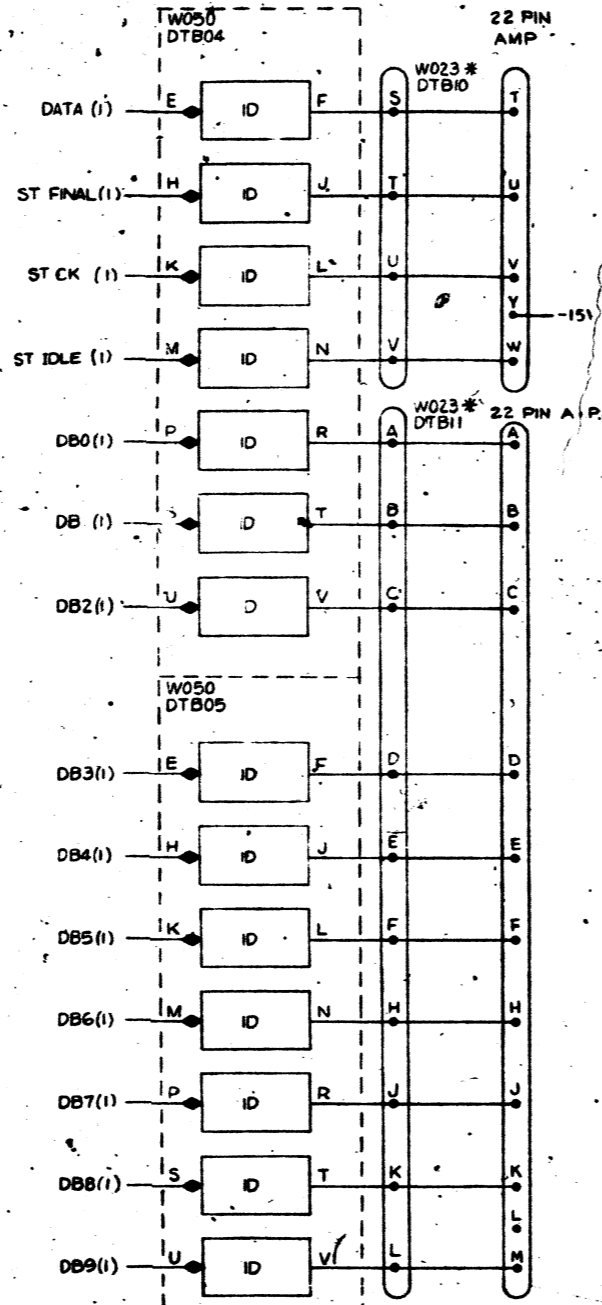 W050
DTB04
22 PIN
AMP
W023 *
DTB10
DATA (1) E ID F S T
ST FINAL (1) H ID J T U
ST CK (1) K ID L U V
Y -15V
ST IDLE (1) M ID N V W
W023 *
DTB11
22 PIN A P.
DB0(1) P ID R A A
DB (1) ID T B B
DB2(1) U D V C C
W050
DTB05
DB3(1) E ID F D D
DB4(1) H ID J E E
DB5(1) K ID L F F
DB6(1) M ID N H H
DB7(1) P ID R J J
DB8(1) S ID T K K
L
DB9(1) U ID V L M